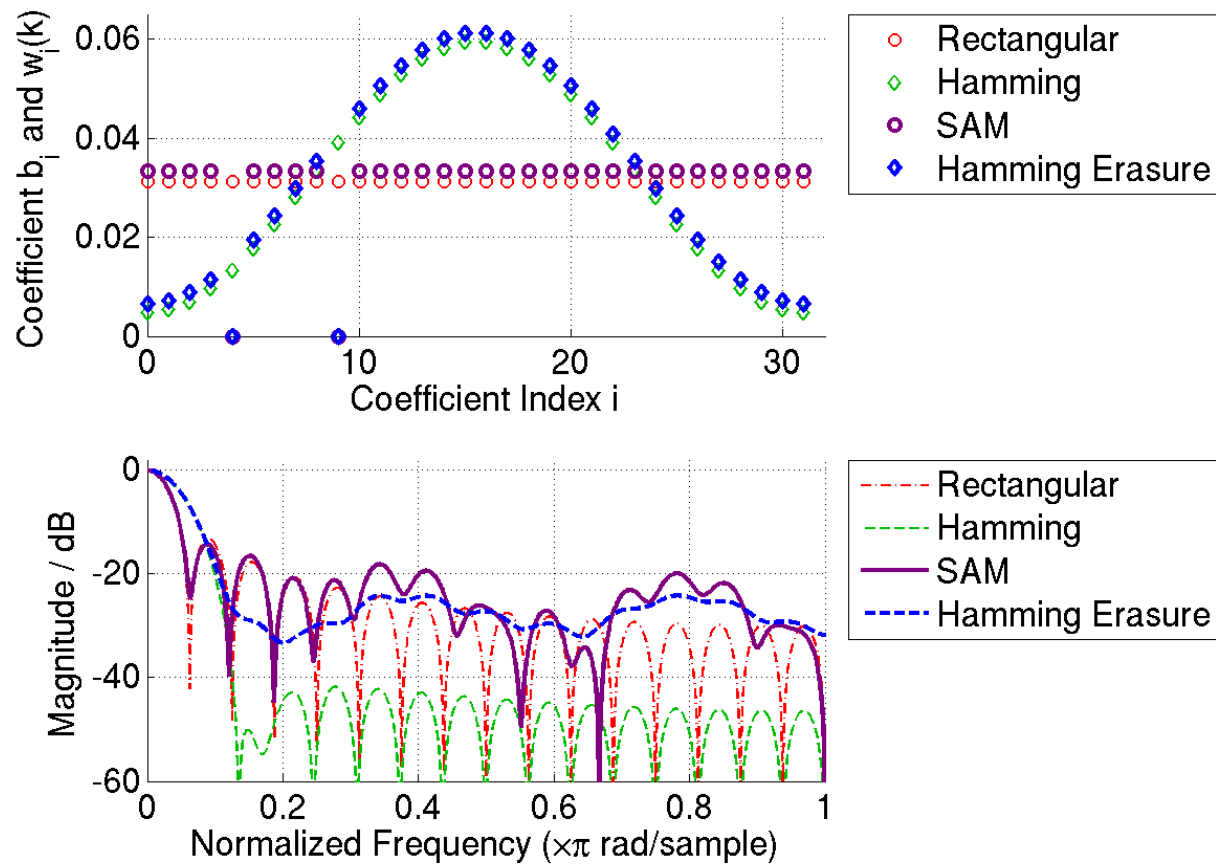 Coefficient b_i and w_i(k)
0.06
0.04
0.02
0
0
10
20
30
Coefficient Index i
Rectangular
Hamming
SAM
Hamming Erasure
Magnitude / dB
0
-20
-40
-60
0
0.2
0.4
0.6
0.8
1
Normalized Frequency (×π rad/sample)
Rectangular
Hamming
SAM
Hamming Erasure